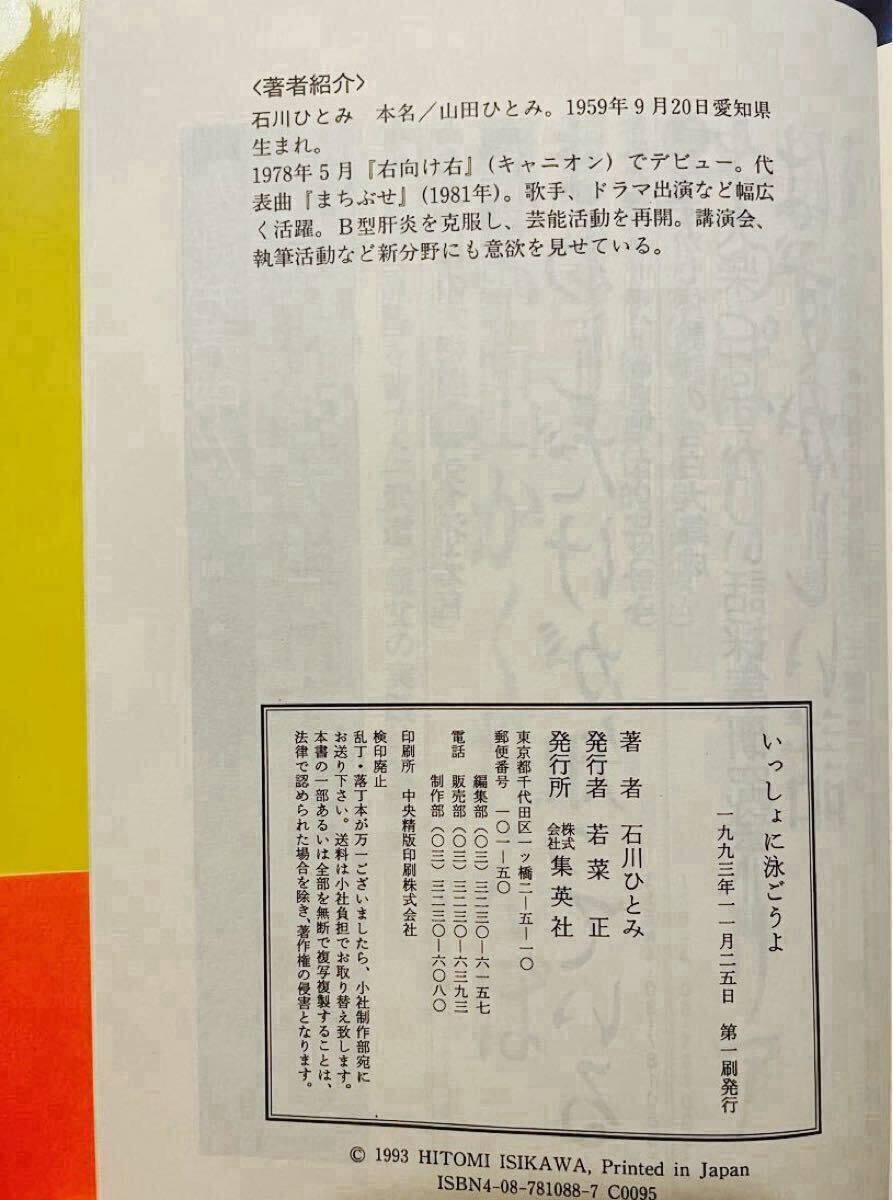 〈著者紹介〉
石川ひとみ　本名／山田ひとみ。1959年9月20日愛知県
生まれ。
1978年5月『右向け右』(キャニオン) でデビュー。代
表曲『まちぶせ』(1981年)。歌手、ドラマ出演など幅広
く活躍。B型肝炎を克服し、芸能活動を再開。講演会、
執筆活動など新分野にも意欲を見せている。
いっしょに泳ごうよ
一九九三年一一月二五日　第一刷発行
著　者　石川ひとみ
発行者　若菜　正
発行所　株式会社　集英社
東京都千代田区一ッ橋二―五―一〇
郵便番号　一〇一―五〇
編集部（〇三）三二三〇―六一五七
電話　販売部（〇三）三二三〇―六三九三
制作部（〇三）三二三〇―六〇八〇
印刷所　中央精版印刷株式会社
検印廃止
乱丁・落丁本が万一ございましたら、小社制作部宛に
お送り下さい。送料は小社負担でお取り替え致します。
本書の一部あるいは全部を無断で複写複製することは、
法律で認められた場合を除き、著作権の侵害となります。
© 1993 HITOMI ISIKAWA, Printed in Japan
ISBN4-08-781088-7 C0095